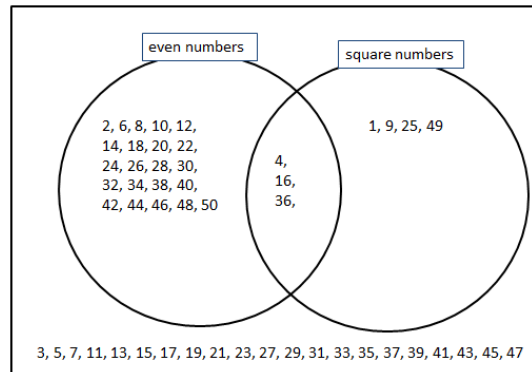 even numbers
square numbers
2, 6, 8, 10, 12,
14, 18, 20, 22,
24, 26, 28, 30,
32, 34, 38, 40,
42, 44, 46, 48, 50
4,
16,
36,
1, 9, 25, 49
3, 5, 7, 11, 13, 15, 17, 19, 21, 23, 27, 29, 31, 33, 35, 37, 39, 41, 43, 45, 47